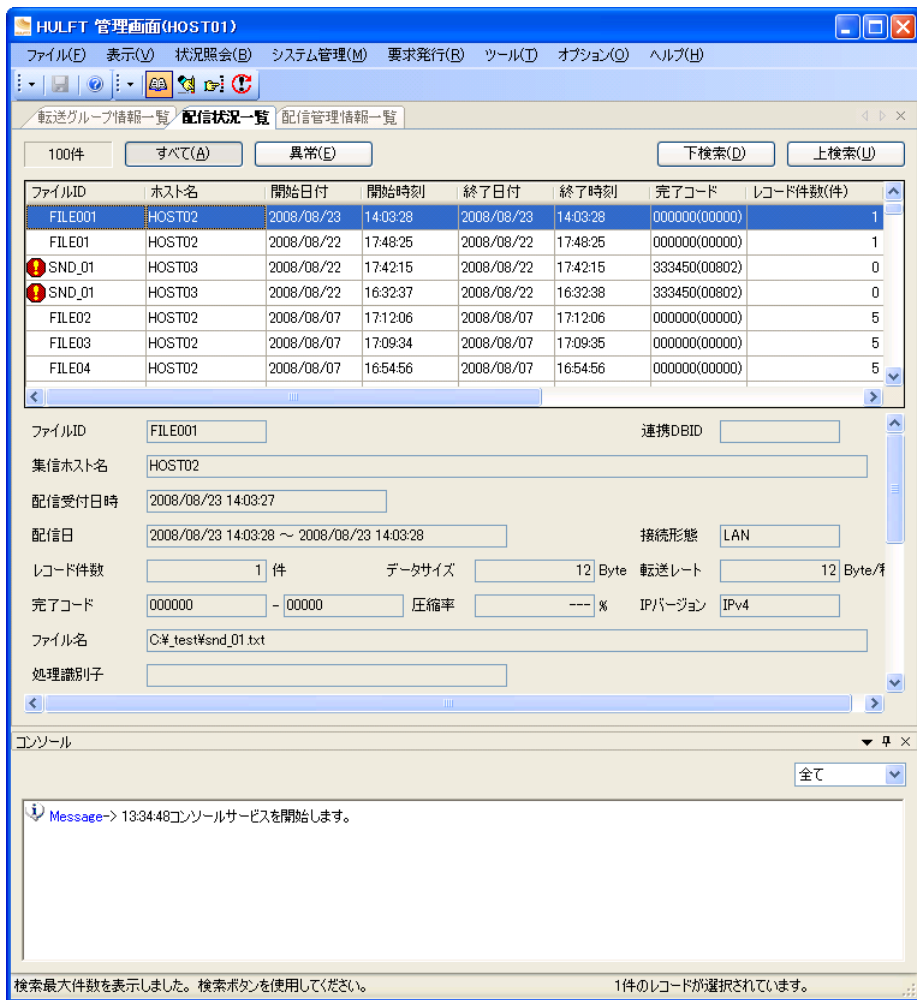 HULFT 管理画面(HOST01)
ファイル(F) 表示(V) 状況照会(B) システム管理(M) 要求発行(R) ツール(T) オプション(O) ヘルプ(H)
転送グループ情報一覧 配信状況一覧 配信管理情報一覧
100件 すべて(A) 異常(E) 下検索(D) 上検索(U)
ファイルID ホスト名 開始日付 開始時刻 終了日付 終了時刻 完了コード レコード件数(件)
FILE001 HOST02 2008/08/23 14:03:28 2008/08/23 14:03:28 000000(00000) 1
FILE01 HOST02 2008/08/22 17:48:25 2008/08/22 17:48:25 000000(00000) 1
SND_01 HOST03 2008/08/22 17:42:15 2008/08/22 17:42:15 333450(00802) 0
SND_01 HOST03 2008/08/22 16:32:37 2008/08/22 16:32:38 333450(00802) 0
FILE02 HOST02 2008/08/07 17:12:06 2008/08/07 17:12:06 000000(00000) 5
FILE03 HOST02 2008/08/07 17:09:34 2008/08/07 17:09:35 000000(00000) 5
FILE04 HOST02 2008/08/07 16:54:56 2008/08/07 16:54:56 000000(00000) 5
ファイルID FILE001 連携DBID
集信ホスト名 HOST02
配信受付日時 2008/08/23 14:03:27
配信日 2008/08/23 14:03:28 ～ 2008/08/23 14:03:28 接続形態 LAN
レコード件数 1 件 データサイズ 12 Byte 転送レート 12 Byte/
完了コード 000000 - 00000 圧縮率 --- % IPバージョン IPv4
ファイル名 C:¥_test¥snd_01.txt
処理識別子
コンソール
全て
Message-> 13:34:48コンソールサービスを開始します。
検索最大件数を表示しました。検索ボタンを使用してください。 1件のレコードが選択されています。